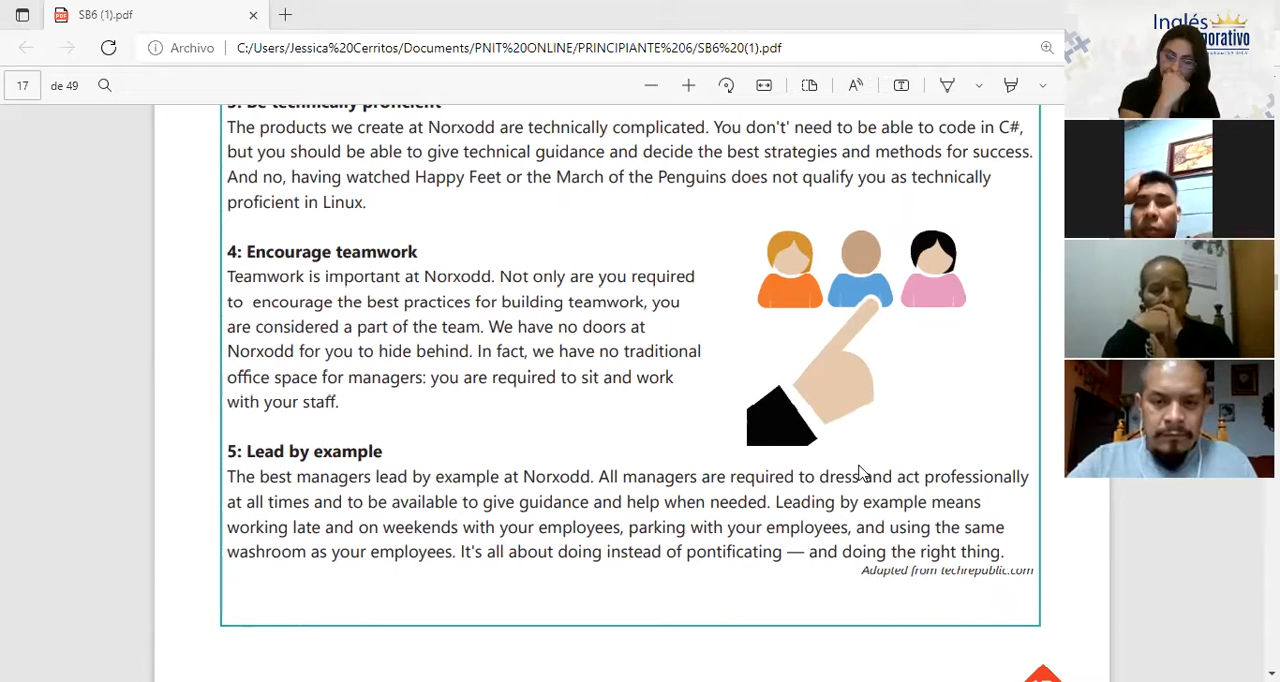 SB6 (1).pdf
Inglés
Archivo
C:/Users/Jessica%20Cerritos/Documents/PNIT%20ONLINE/PRINCIPIANTE%206/SB6%20(1).pdf
17
de 49
3: Be technically proficient
The products we create at Norxodd are technically complicated. You don't' need to be able to code in C#,
but you should be able to give technical guidance and decide the best strategies and methods for success.
And no, having watched Happy Feet or the March of the Penguins does not qualify you as technically
proficient in Linux.
4: Encourage teamwork
Teamwork is important at Norxodd. Not only are you required
to encourage the best practices for building teamwork, you
are considered a part of the team. We have no doors at
Norxodd for you to hide behind. In fact, we have no traditional
office space for managers: you are required to sit and work
with your staff.
5: Lead by example
The best managers lead by example at Norxodd. All managers are required to dress and act professionally
at all times and to be available to give guidance and help when needed. Leading by example means
working late and on weekends with your employees, parking with your employees, and using the same
washroom as your employees. It's all about doing instead of pontificating — and doing the right thing.
Adapted from techrepublic.com